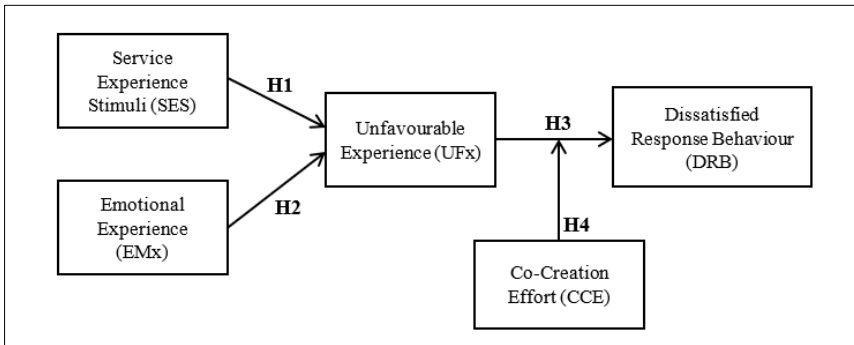 Service
Experience
Stimuli (SES)
H1
Unfavourable
Experience (UFx)
H3
Dissatisfied
Response Behaviour
(DRB)
Emotional
Experience
(EMx)
H2
H4
Co-Creation
Effort (CCE)